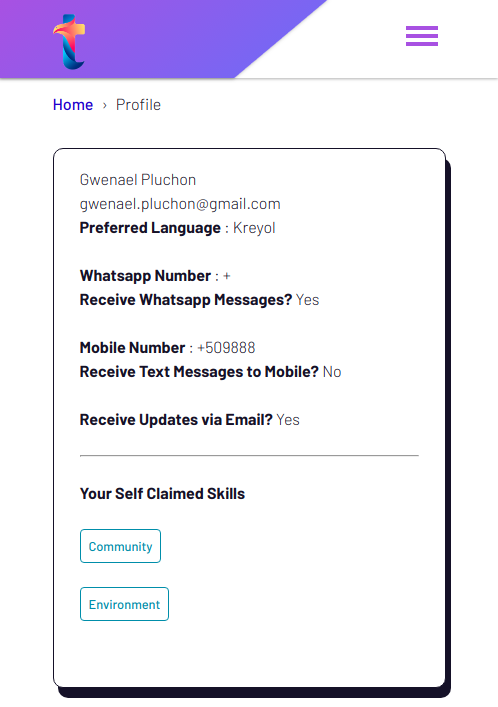 Home › Profile
Gwenael Pluchon
gwenael.pluchon@gmail.com
Preferred Language : Kreyol
Whatsapp Number : +
Receive Whatsapp Messages? Yes
Mobile Number : +509888
Receive Text Messages to Mobile? No
Receive Updates via Email? Yes
Your Self Claimed Skills
Community
Environment